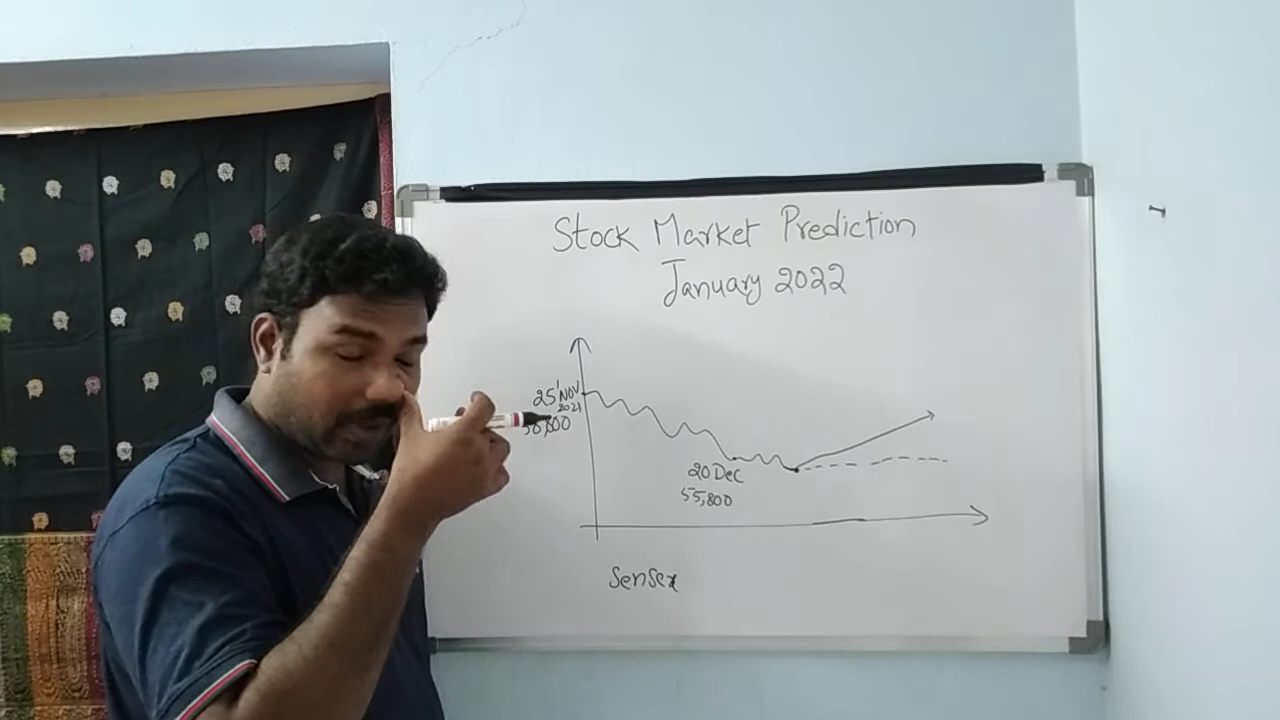 Stock Market Prediction
January 2022
25' Nov
2021
20 Dec
55,800
Sensex